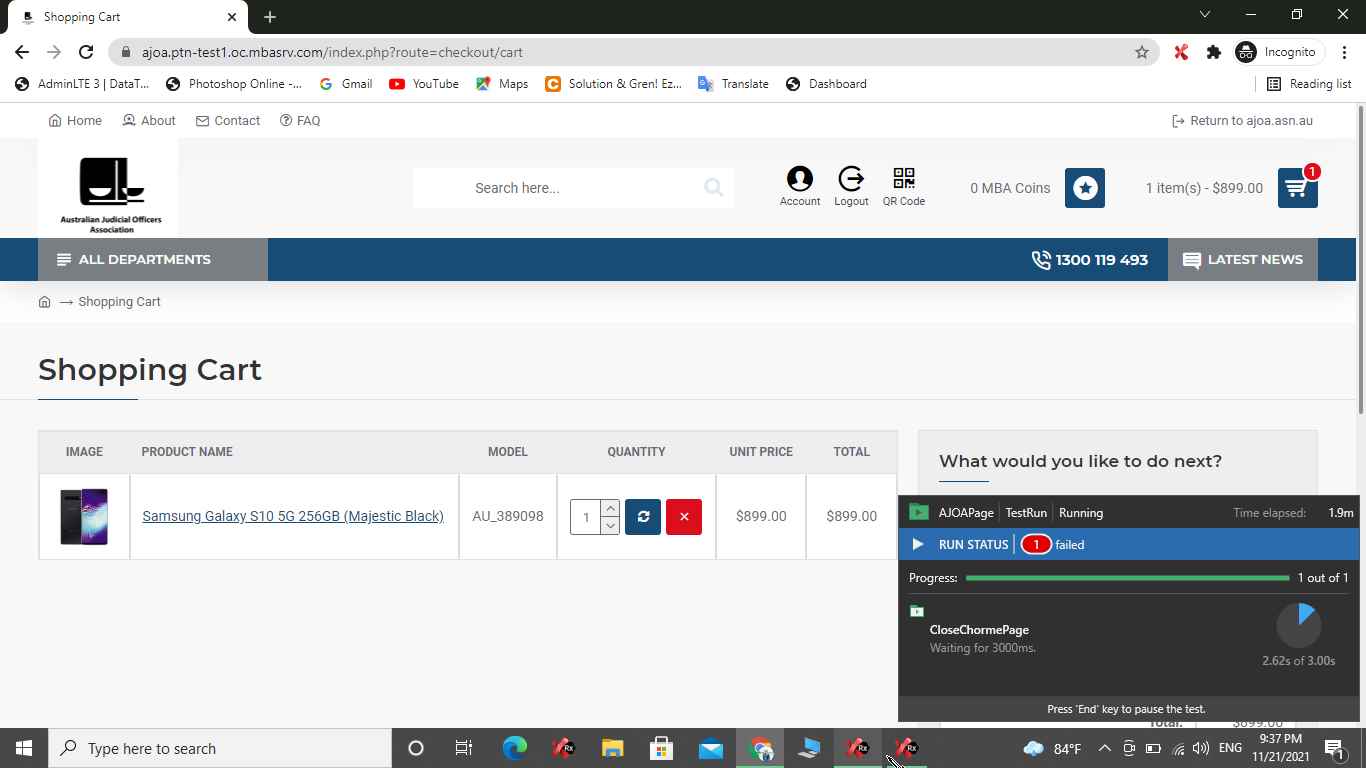 Shopping Cart
ajoa.ptn-test1.oc.mbasrv.com/index.php?route=checkout/cart
Incognito
AdminLTE 3 | DataT...
Photoshop Online -...
Gmail
YouTube
Maps
Solution & Gren! Ez...
Translate
Dashboard
Reading list
Home
About
Contact
FAQ
Return to ajoa.asn.au
Australian Judicial Officers
Association
Search here...
Account
Logout
QR Code
0 MBA Coins
1 item(s) - $899.00
1
ALL DEPARTMENTS
1300 119 493
LATEST NEWS
→ Shopping Cart
Shopping Cart
IMAGE PRODUCT NAME MODEL QUANTITY UNIT PRICE TOTAL
Samsung Galaxy S10 5G 256GB (Majestic Black) AU_389098 1 $899.00 $899.00
What would you like to do next?
AJOAPage TestRun Running Time elapsed: 1.9m
RUN STATUS 1 failed
Progress: 1 out of 1
CloseChormePage
Waiting for 3000ms.
2.62s of 3.00s
Press 'End' key to pause the test.
Total: $899.00
Type here to search
Rx
Rx
Rx
84°F
ENG
9:37 PM
11/21/2021
1